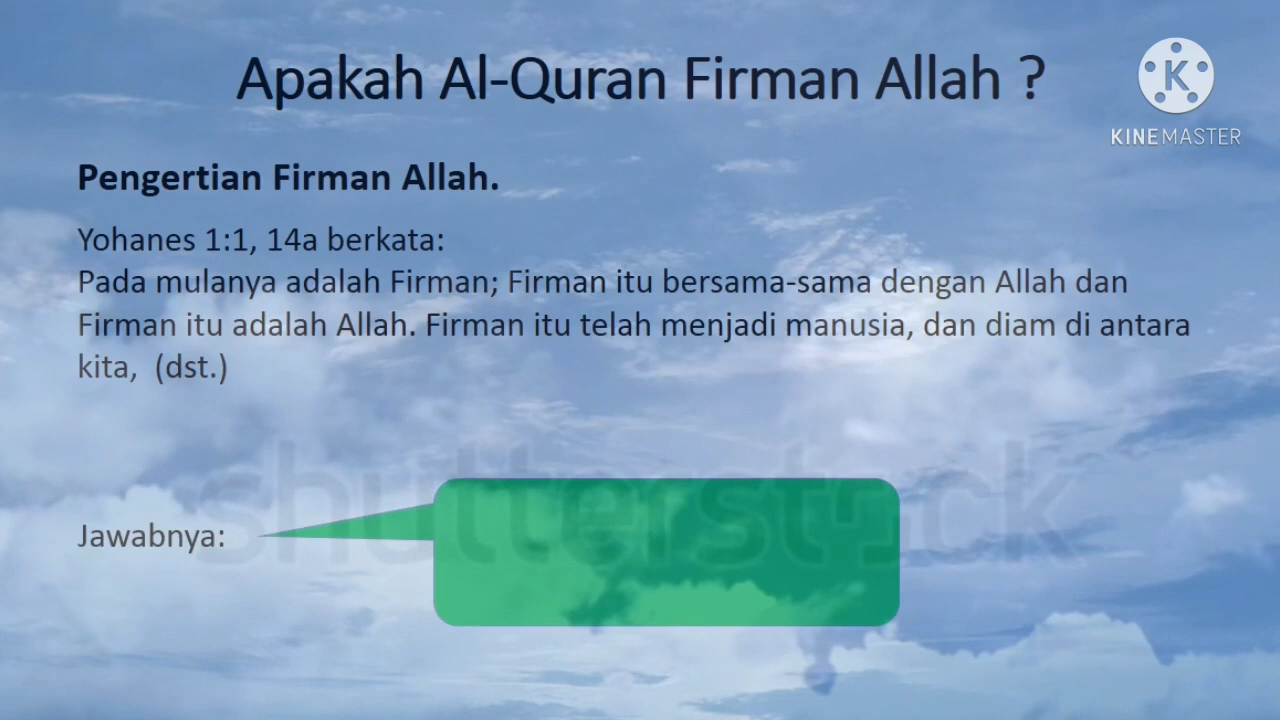 Apakah Al-Quran Firman Allah ?
K
KINEMASTER
Pengertian Firman Allah.
Yohanes 1:1, 14a berkata:
Pada mulanya adalah Firman; Firman itu bersama-sama dengan Allah dan
Firman itu adalah Allah. Firman itu telah menjadi manusia, dan diam di antara
kita,  (dst.)
shutterstock
Jawabnya: